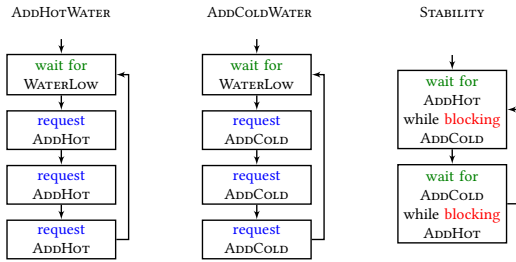 AddHotWater
wait for
WaterLow
request
AddHot
request
AddHot
request
AddHot
AddColdWater
wait for
WaterLow
request
AddCold
request
AddCold
request
AddCold
Stability
wait for
AddHot
while blocking
AddCold
wait for
AddCold
while blocking
AddHot